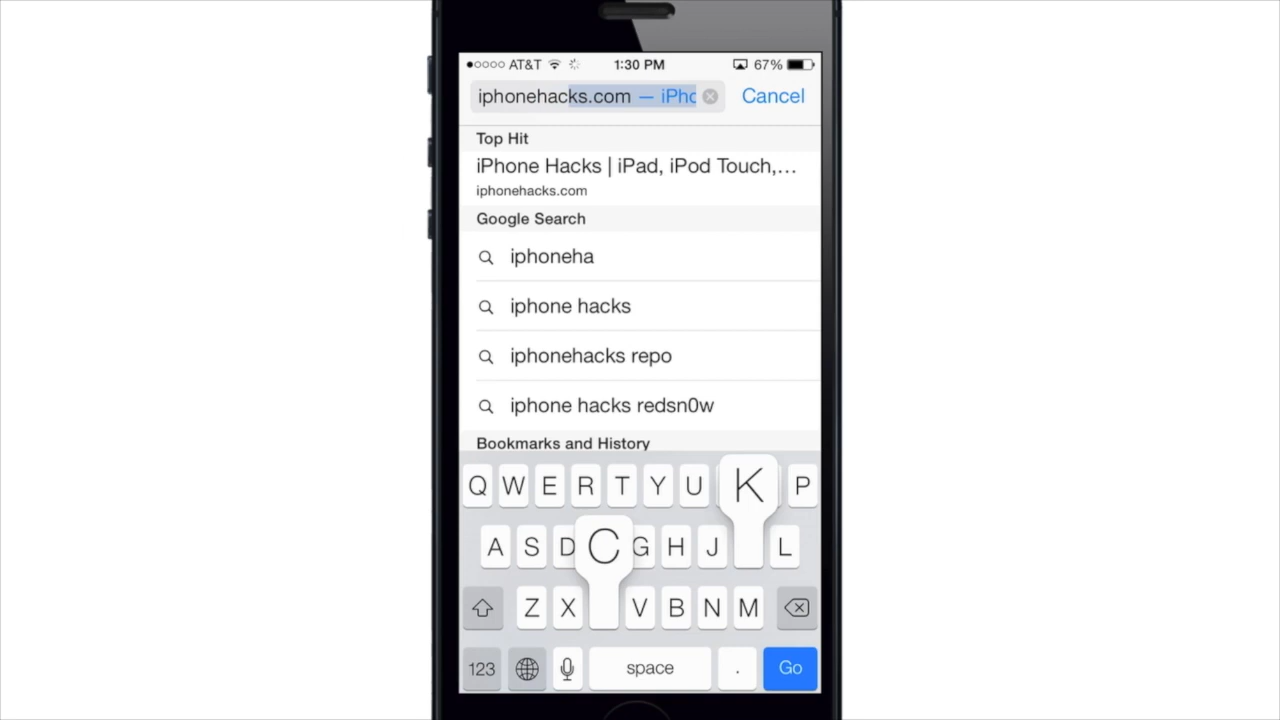 AT&T 1:30 PM 67%
iphonehacks.com — iPho
Cancel
Top Hit
iPhone Hacks | iPad, iPod Touch,…
iphonehacks.com
Google Search
iphoneha
iphone hacks
iphonehacks repo
iphone hacks redsn0w
Bookmarks and History
Q W E R T Y U K P
A S D C G H J L
Z X V B N M
123 space . Go